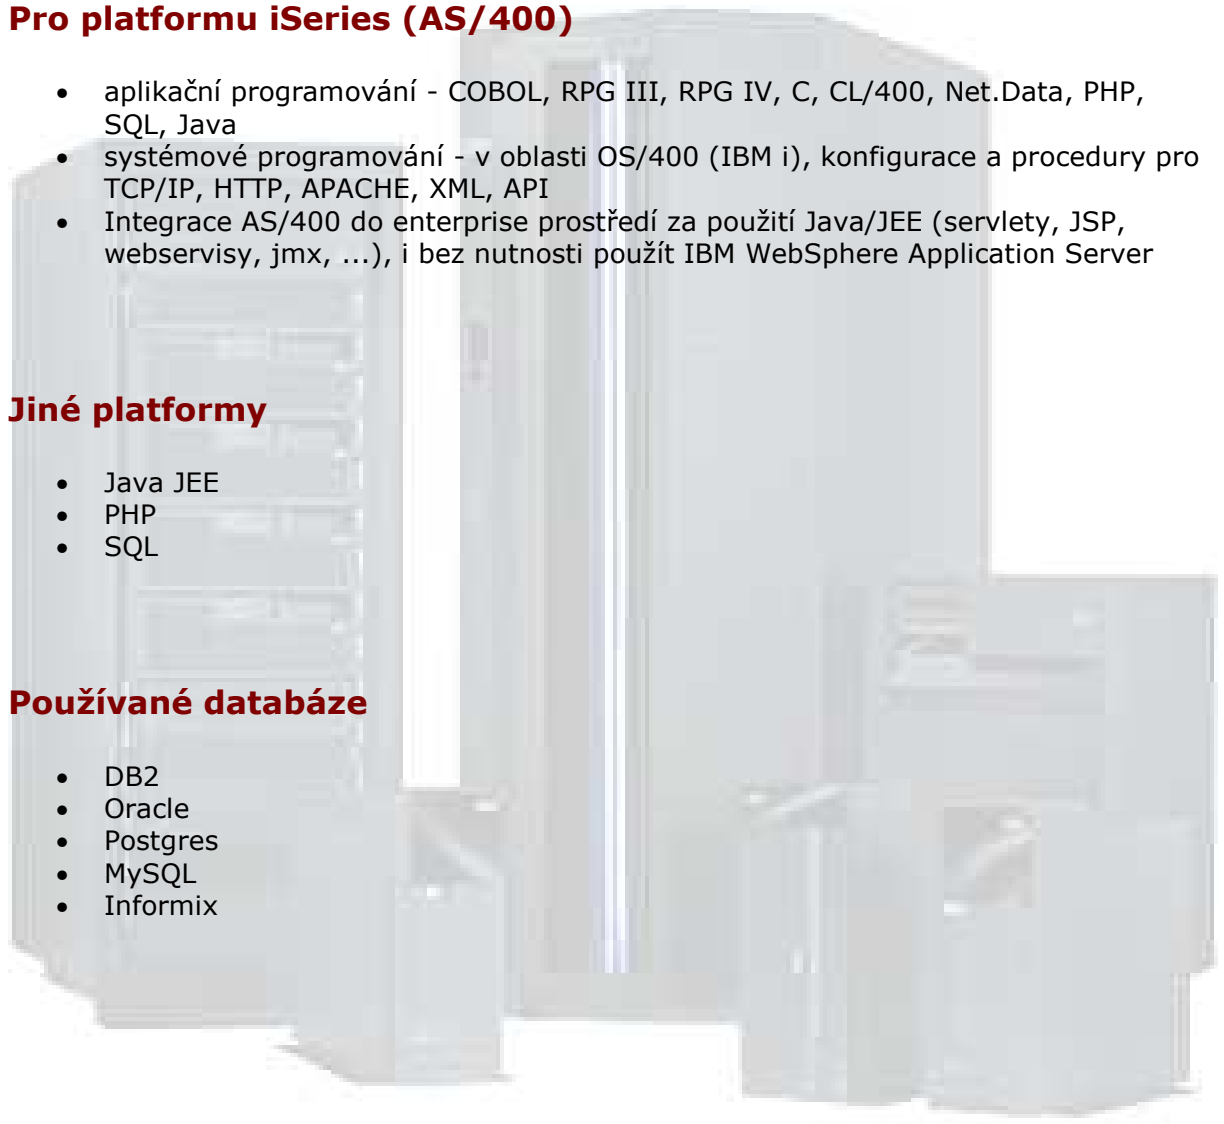 Pro platformu iSeries (AS/400)
• aplikační programování - COBOL, RPG III, RPG IV, C, CL/400, Net.Data, PHP,
SQL, Java
• systémové programování - v oblasti OS/400 (IBM i), konfigurace a procedury pro
TCP/IP, HTTP, APACHE, XML, API
• Integrace AS/400 do enterprise prostředí za použití Java/JEE (servlety, JSP,
webservisy, jmx, ...), i bez nutnosti použít IBM WebSphere Application Server
Jiné platformy
• Java JEE
• PHP
• SQL
Používané databáze
• DB2
• Oracle
• Postgres
• MySQL
• Informix